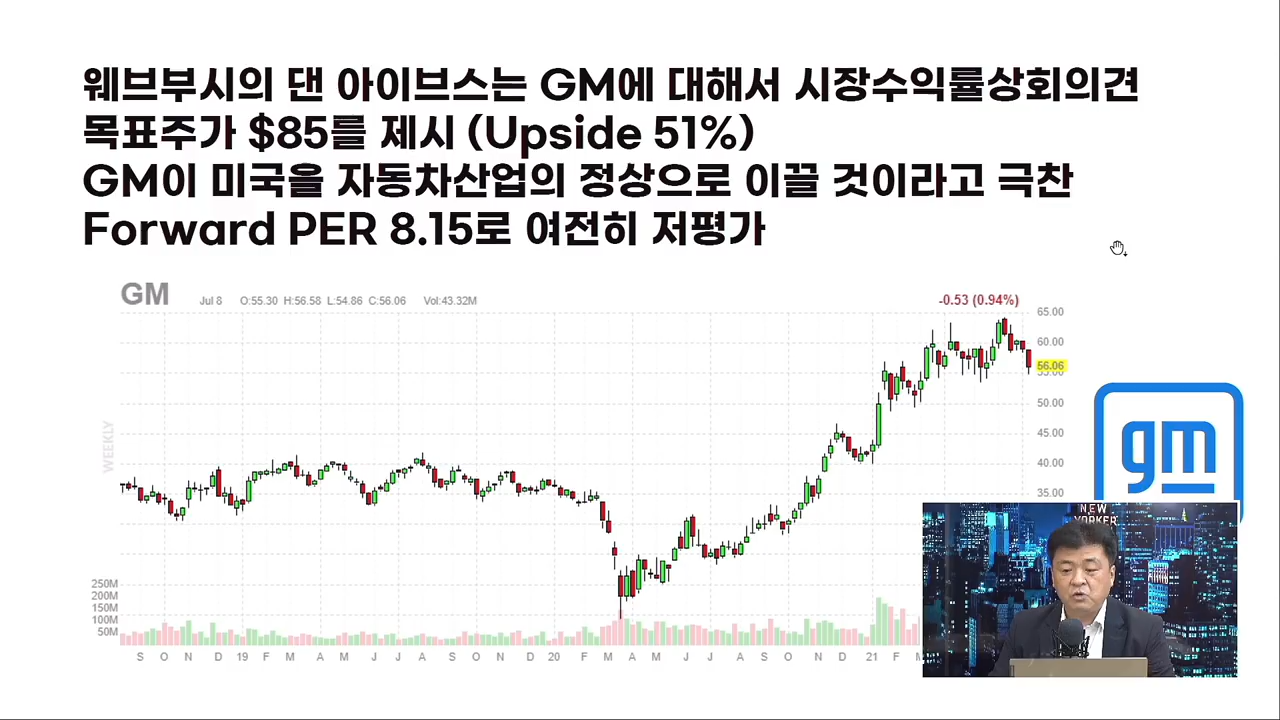 웨브부시의 댄 아이브스는 GM에 대해서 시장수익률상회의견
목표주가 $85를 제시 (Upside 51%)
GM이 미국을 자동차산업의 정상으로 이끌 것이라고 극찬
Forward PER 8.15로 여전히 저평가
GM Jul 8 O:55.30 H:56.58 L:54.86 C:56.06 Vol:43.32M -0.53 (0.94%)
65.00
60.00
56.06
55.00
50.00
45.00
40.00
35.00
WEEKLY
gm
NEW
YORKER
250M
200M
150M
100M
50M
S O N D 19 F M A M J J A S O N D 20 F M A M J J A S O N D 21 F